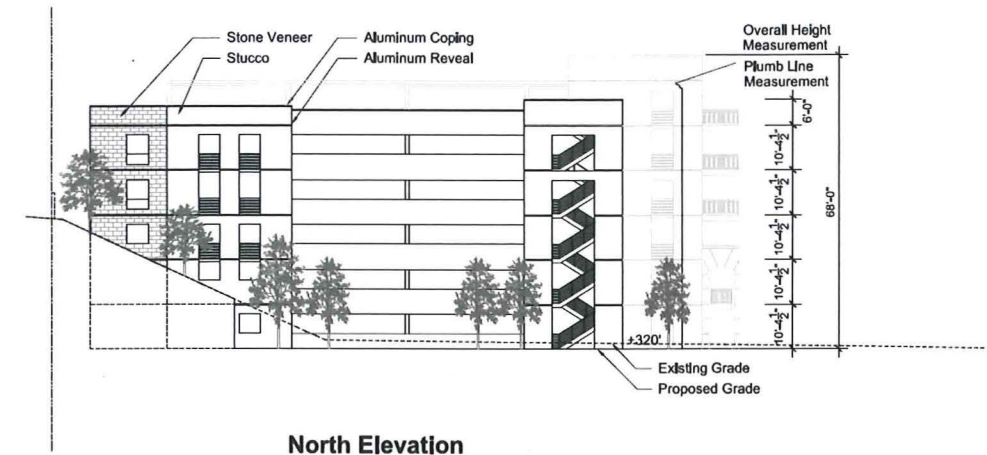 Stone Veneer
Stucco
Aluminum Coping
Aluminum Reveal
Overall Height
Measurement
Plumb Line
Measurement
6'-0"
10'-4½"
10'-4½"
10'-4½"
10'-4½"
10'-4½"
68'-0"
+320'
Existing Grade
Proposed Grade
North Elevation